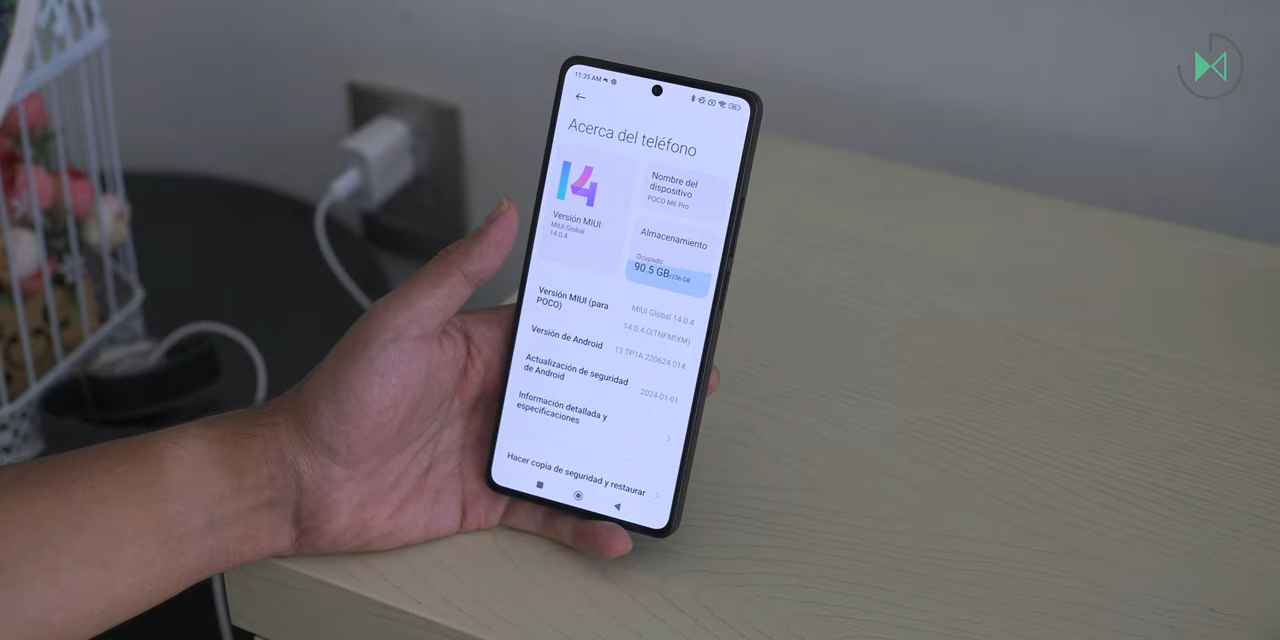 11:35 AM
Acerca del teléfono
14
Versión MIUI
MIUI Global
14.0.4
Nombre del
dispositivo
POCO M6 Pro
Almacenamiento
Ocupado
90.5 GB/256 GB
Versión MIUI (para
POCO)
MIUI Global 14.0.4
14.0.4.0(TNFMIXM)
Versión de Android
13 TP1A.220624.014
Actualización de seguridad
de Android
2024-01-01
Información detallada y
especificaciones
Hacer copia de seguridad y restaurar